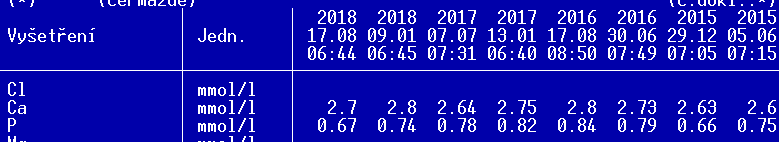 2018 2018 2017 2017 2016 2016 2015 2015
Vyšetření Jedn. 17.08 09.01 07.07 13.01 17.08 30.06 29.12 05.06
06:44 06:45 07:31 06:40 08:50 07:49 07:05 07:15
Cl mmol/l
Ca mmol/l 2.7 2.8 2.64 2.75 2.8 2.73 2.63 2.6
P mmol/l 0.67 0.74 0.78 0.82 0.84 0.79 0.66 0.75